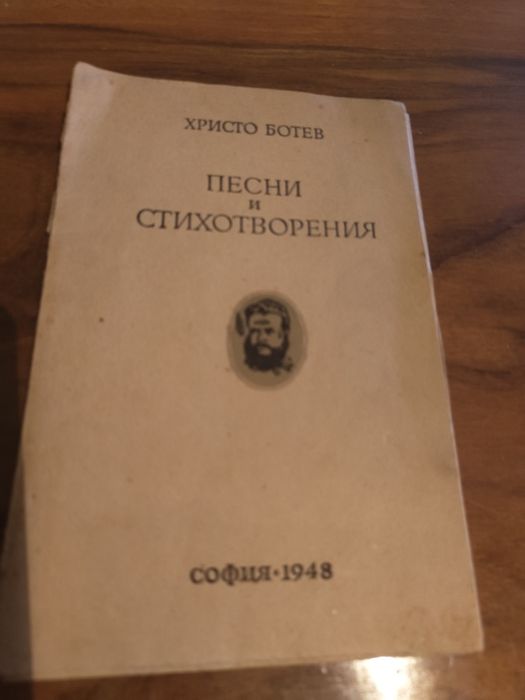 ХРИСТО БОТЕВ
ПЕСНИ
и
СТИХОТВОРЕНИЯ
СОФИЯ•1948